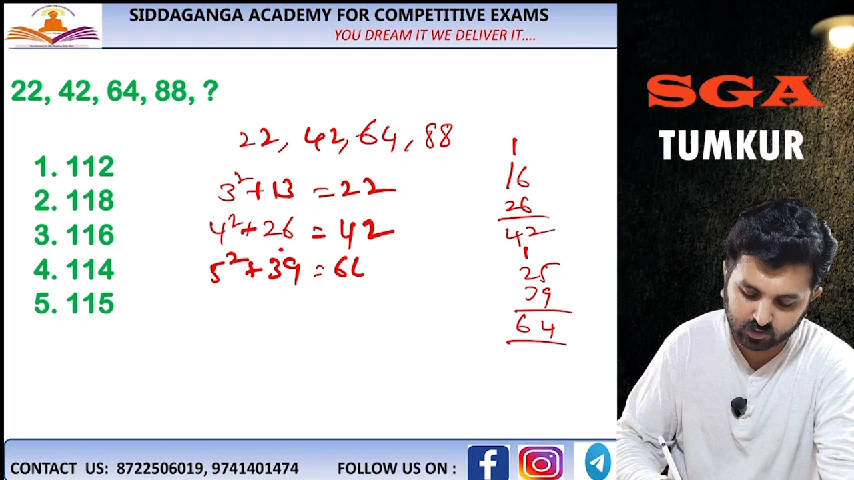 SIDDAGANGA ACADEMY FOR COMPETITIVE EXAMS
YOU DREAM IT WE DELIVER IT....
22, 42, 64, 88, ?
1. 112
2. 118
3. 116
4. 114
5. 115
22, 42, 64, 88
3² + 13 = 22
4² + 26 = 42
5² + 39 = 6
1
16
26
42
1
25
39
64
SGA
TUMKUR
CONTACT US: 8722506019, 9741401474
FOLLOW US ON :